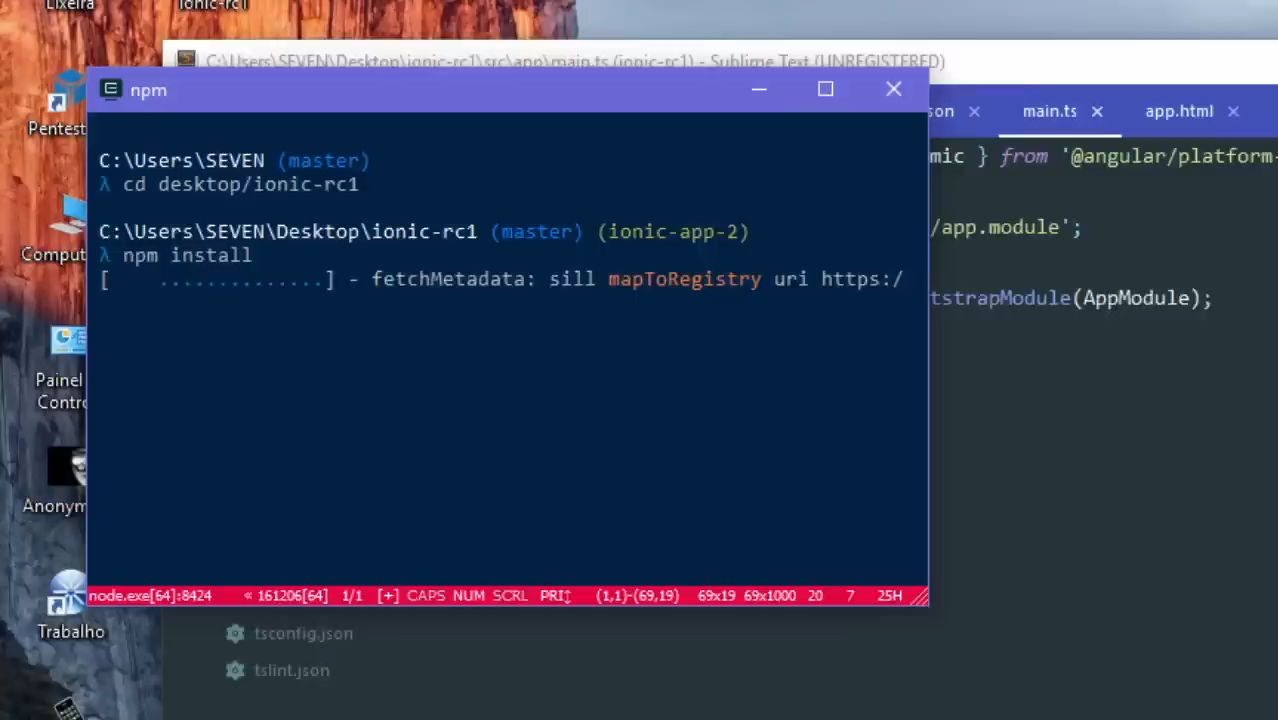 Lixeira
ionic-rc1
C:\Users\SEVEN\Desktop\ionic-rc1\src\app\main.ts (ionic-rc1) - Sublime Text (UNREGISTERED)
npm
son × main.ts × app.html ×
Pentest
C:\Users\SEVEN (master)
λ cd desktop/ionic-rc1
mic } from '@angular/platform-
C:\Users\SEVEN\Desktop\ionic-rc1 (master) (ionic-app-2)
/app.module';
Comput
λ npm install
[ ..............] - fetchMetadata: sill mapToRegistry uri https:/
tstrapModule(AppModule);
Painel
Contro
Anonym
node.exe[64]:8424 « 161206[64] 1/1 [+] CAPS NUM SCRL PRI↕ (1,1)-(69,19) 69x19 69x1000 20 7 25H
Trabalho
tsconfig.json
tslint.json